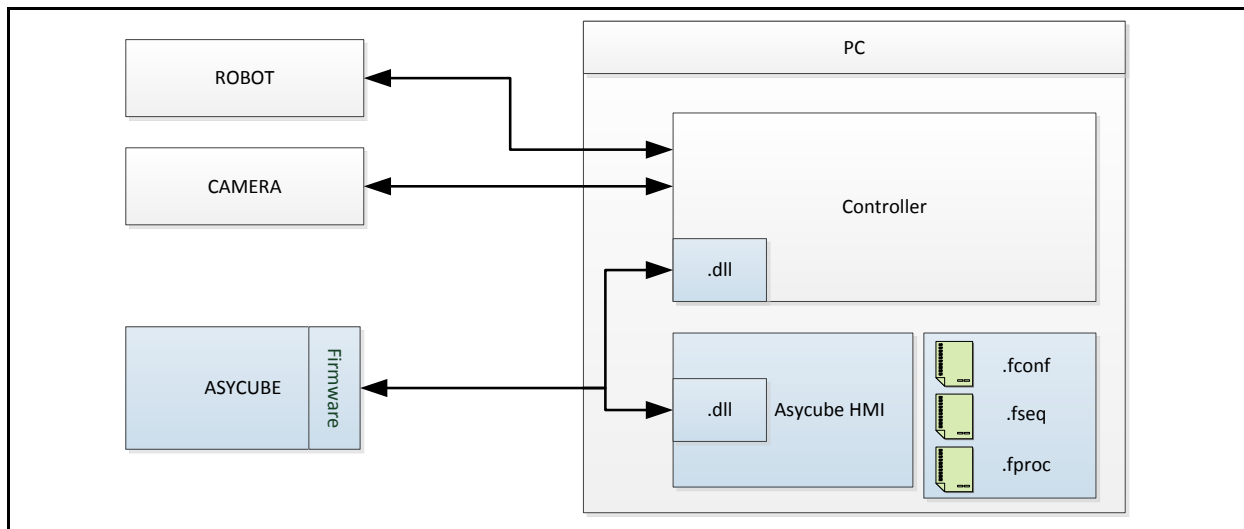 PC
ROBOT
CAMERA
Controller
.dll
ASYCUBE
Firmware
.dll
Asycube HMI
.fconf
.fseq
.fproc